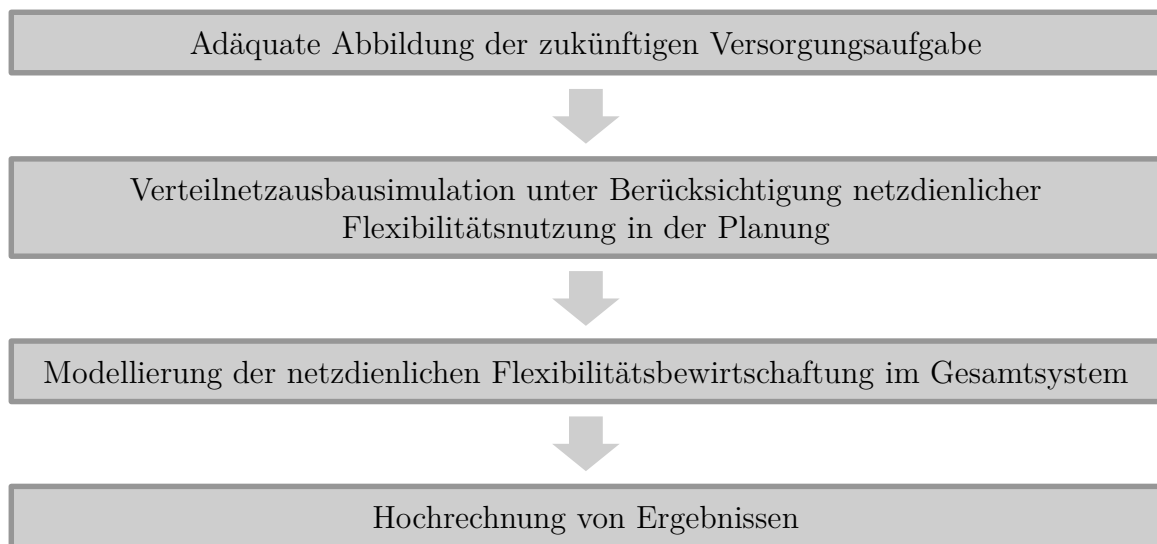 Adäquate Abbildung der zukünftigen Versorgungsaufgabe
Verteilnetzausbausimulation unter Berücksichtigung netzdienlicher
Flexibilitätsnutzung in der Planung
Modellierung der netzdienlichen Flexibilitätsbewirtschaftung im Gesamtsystem
Hochrechnung von Ergebnissen